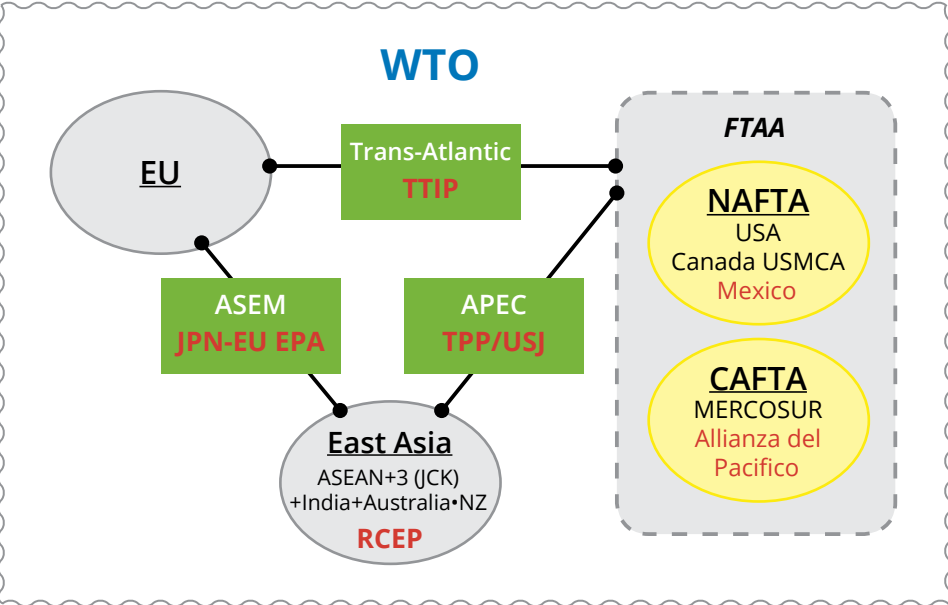 WTO
EU
Trans-Atlantic
TTIP
FTAA
NAFTA
USA
Canada USMCA
Mexico
ASEM
JPN-EU EPA
APEC
TPP/USJ
CAFTA
MERCOSUR
Allianza del
Pacifico
East Asia
ASEAN+3 (JCK)
+India+Australia•NZ
RCEP